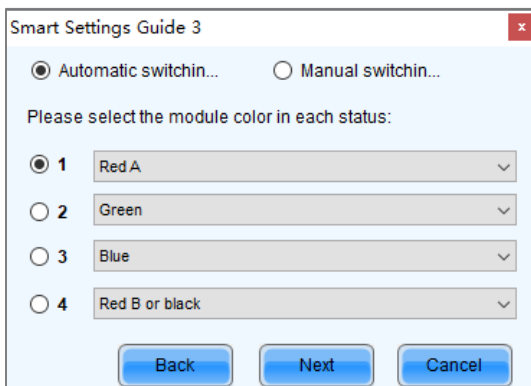 Smart Settings Guide 3
x
Automatic switchin... Manual switchin...
Please select the module color in each status:
1 Red A
2 Green
3 Blue
4 Red B or black
Back Next Cancel